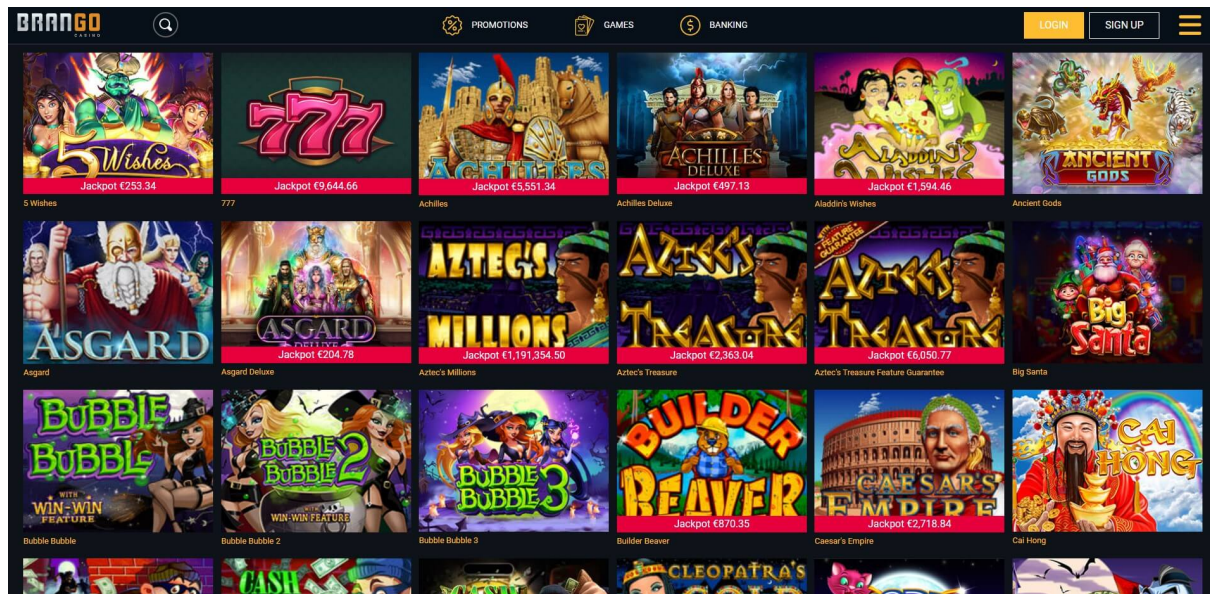 BRANGO
CASINO
PROMOTIONS
GAMES
BANKING
LOGIN
SIGN UP
5 Wishes
777
ACHILLES
ACHILLES
DELUXE
ALADDIN'S
WISHES
ANCIENT
GODS
Jackpot €253.34
Jackpot €9,644.66
Jackpot €5,551.34
Jackpot €497.13
Jackpot €1,594.46
5 Wishes
777
Achilles
Achilles Deluxe
Aladdin's Wishes
Ancient Gods
ASGARD
ASGARD
DELUXE
AZTEC'S
MILLIONS
AZTEC'S
TREASURE
WITH
FEATURE
GUARANTEE
AZTEC'S
TREASURE
Big
Santa
Jackpot €204.78
Jackpot €1,191,354.50
Jackpot €2,363.04
Jackpot €6,050.77
Asgard
Asgard Deluxe
Aztec's Millions
Aztec's Treasure
Aztec's Treasure Feature Guarantee
Big Santa
BUBBLE
BUBBLE
WITH
WIN-WIN
FEATURE
BUBBLE
BUBBLE 2
WITH
WIN-WIN FEATURE
BUBBLE
BUBBLE 3
BUILDER
BEAVER
CAESAR'S
EMPIRE
CAI
HONG
Jackpot €870.35
Jackpot €2,718.84
Bubble Bubble
Bubble Bubble 2
Bubble Bubble 3
Builder Beaver
Caesar's Empire
Cai Hong
CASH
CASH
CLEOPATRA'S
GOLD